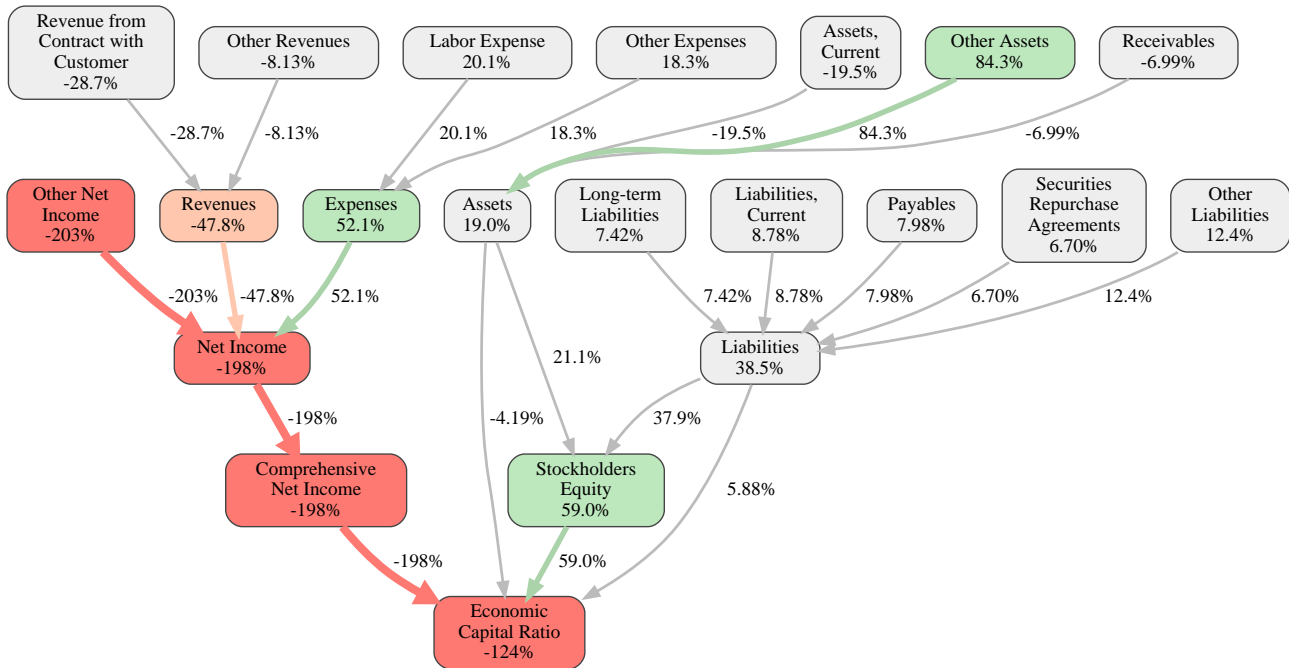 Revenue from
Contract with
Customer
-28.7%
Other Revenues
-8.13%
Labor Expense
20.1%
Other Expenses
18.3%
Assets,
Current
-19.5%
Other Assets
84.3%
Receivables
-6.99%
-28.7%
-8.13%
20.1%
18.3%
-19.5%
84.3%
-6.99%
Other Net
Income
-203%
Revenues
-47.8%
Expenses
52.1%
Assets
19.0%
Long-term
Liabilities
7.42%
Liabilities,
Current
8.78%
Payables
7.98%
Securities
Repurchase
Agreements
6.70%
Other
Liabilities
12.4%
-203%
-47.8%
52.1%
7.42%
8.78%
7.98%
6.70%
12.4%
Net Income
-198%
21.1%
Liabilities
38.5%
-198%
-4.19%
37.9%
Comprehensive
Net Income
-198%
Stockholders
Equity
59.0%
5.88%
-198%
59.0%
Economic
Capital Ratio
-124%